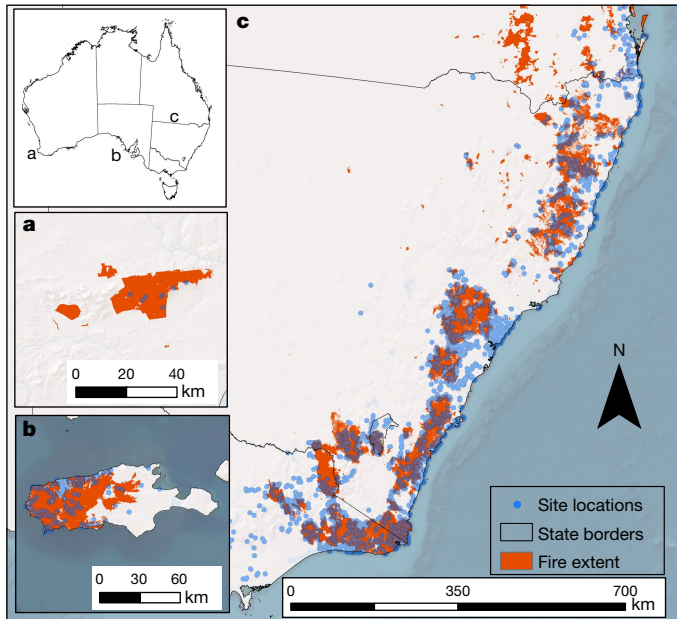 c
c
a
b
a
0 20 40
km
b
0 30 60
km
N
Site locations
State borders
Fire extent
0 350 700
km